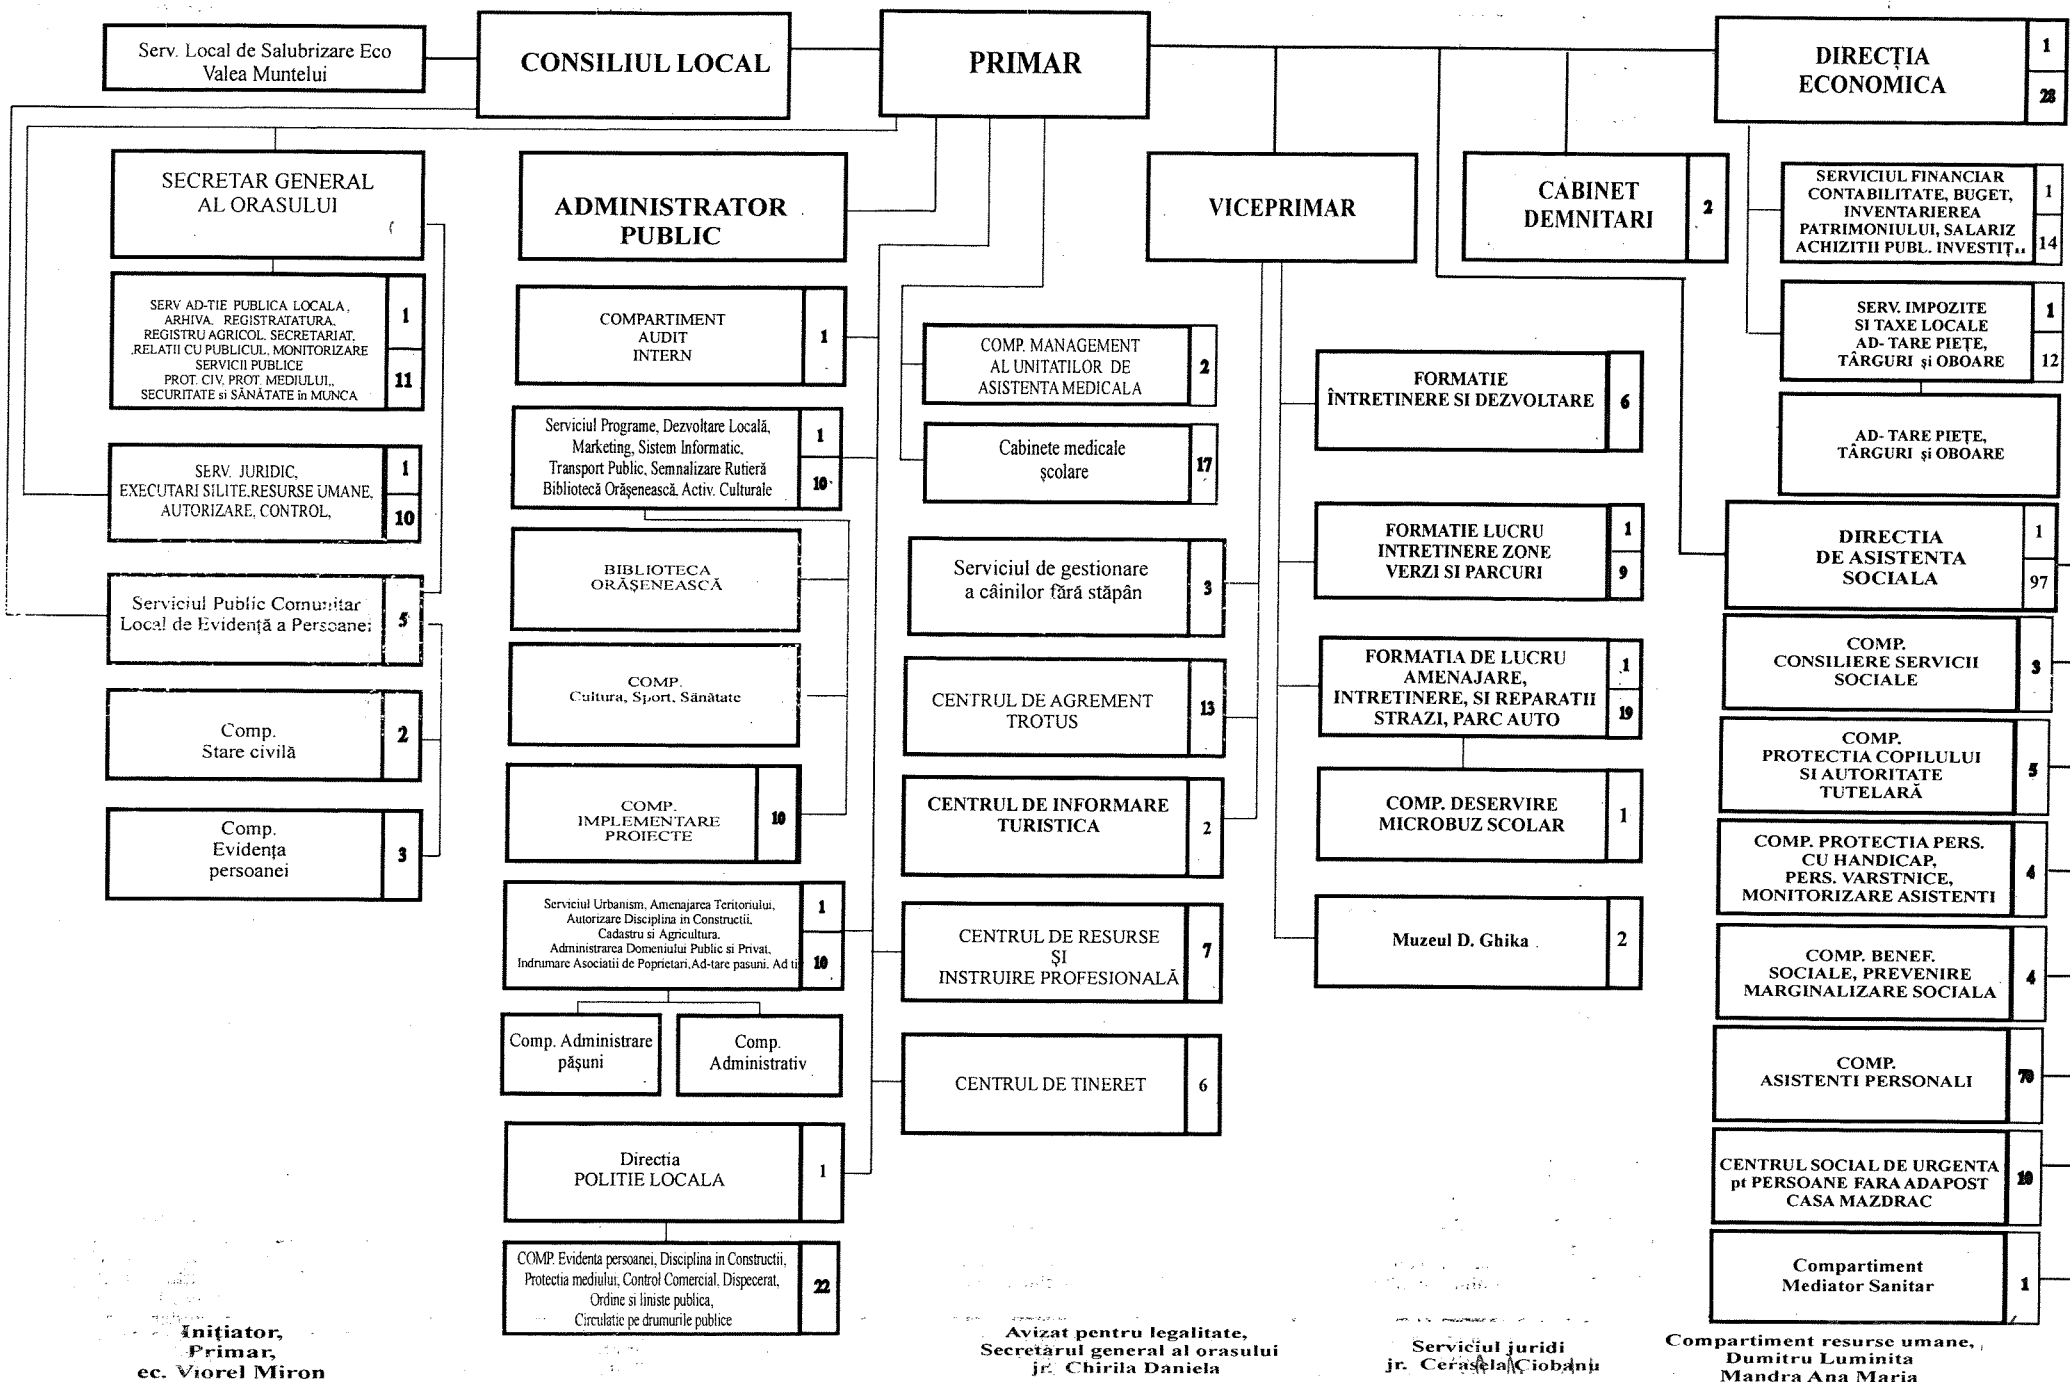 Serv. Local de Salubrizare Eco
Valea Muntelui
CONSILIUL LOCAL
PRIMAR
DIRECȚIA
ECONOMICA
1
28
SECRETAR GENERAL
AL ORASULUI
ADMINISTRATOR
PUBLIC
VICEPRIMAR
CABINET
DEMNITARI
2
SERVICIUL FINANCIAR
CONTABILITATE, BUGET,
INVENTARIEREA
PATRIMONIULUI, SALARIZ
ACHIZITII PUBL. INVESTIȚ..
1
14
SERV AD-TIE PUBLICA LOCALA,
ARHIVA, REGISTRATATURA,
REGISTRU AGRICOL, SECRETARIAT,
RELATII CU PUBLICUL, MONITORIZARE
SERVICII PUBLICE
PROT. CIV, PROT. MEDIULUI,,
SECURITATE si SĂNĂTATE în MUNCA
1
11
COMPARTIMENT
AUDIT
INTERN
1
COMP. MANAGEMENT
AL UNITATILOR DE
ASISTENTA MEDICALA
2
FORMATIE
ÎNTRETINERE SI DEZVOLTARE
6
SERV. IMPOZITE
SI TAXE LOCALE
AD- TARE PIEȚE,
TÂRGURI și OBOARE
1
12
AD- TARE PIEȚE,
TÂRGURI și OBOARE
SERV. JURIDIC,
EXECUTARI SILITE,RESURSE UMANE,
AUTORIZARE, CONTROL,
1
10
Serviciul Programe, Dezvoltare Locală,
Marketing, Sistem Informatic,
Transport Public, Semnalizare Rutieră
Bibliotecă Orășenească, Activ. Culturale
1
10
Cabinete medicale
școlare
17
FORMATIE LUCRU
INTRETINERE ZONE
VERZI SI PARCURI
1
9
DIRECTIA
DE ASISTENTA
SOCIALA
1
97
Serviciul Public Comunitar
Local de Evidență a Persoanei
5
BIBLIOTECA
ORĂȘENEASCĂ
Serviciul de gestionare
a câinilor fără stăpân
3
FORMATIA DE LUCRU
AMENAJARE,
INTRETINERE, SI REPARATII
STRAZI, PARC AUTO
1
19
COMP.
CONSILIERE SERVICII
SOCIALE
3
Comp.
Stare civilă
2
COMP.
Cultura, Sport, Sănătate
CENTRUL DE AGREMENT
TROTUS
13
COMP. DESERVIRE
MICROBUZ SCOLAR
1
COMP.
PROTECTIA COPILULUI
SI AUTORITATE
TUTELARĂ
5
Comp.
Evidența
persoanei
3
COMP.
IMPLEMENTARE
PROIECTE
10
CENTRUL DE INFORMARE
TURISTICA
2
Muzeul D. Ghika
2
COMP. PROTECTIA PERS.
CU HANDICAP,
PERS. VARSTNICE,
MONITORIZARE ASISTENTI
4
Serviciul Urbanism, Amenajarea Teritoriului,
Autorizare Disciplina in Constructii,
Cadastru si Agricultura,
Administrarea Domeniului Public si Privat,
Indrumare Asociatii de Poprietari,Ad-tare pasuni, Ad ti
1
10
CENTRUL DE RESURSE
ȘI
INSTRUIRE PROFESIONALĂ
7
COMP. BENEF.
SOCIALE, PREVENIRE
MARGINALIZARE SOCIALA
4
Comp. Administrare
pășuni
Comp.
Administrativ
CENTRUL DE TINERET
6
COMP.
ASISTENTI PERSONALI
70
Directia
POLITIE LOCALA
1
CENTRUL SOCIAL DE URGENTA
pt PERSOANE FARA ADAPOST
CASA MAZDRAC
10
COMP. Evidenta persoanei, Disciplina in Constructii,
Protectia mediului, Control Comercial, Dispecerat,
Ordine si liniste publica,
Circulatic pe drumurile publice
22
Compartiment
Mediator Sanitar
1
Inițiator,
Primar,
ec. Viorel Miron
Avizat pentru legalitate,
Secretarul general al orasului
jr. Chirila Daniela
Serviciul juridi
jr. Cerasela Ciobanu
Compartiment resurse umane,
Dumitru Luminita
Mandra Ana Maria